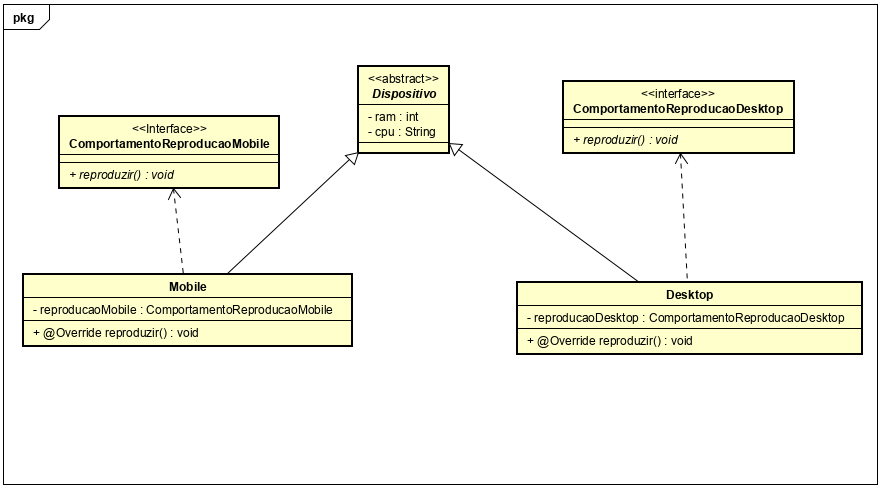 pkg
<<abstract>>
Dispositivo
- ram : int
- cpu : String
<<Interface>>
ComportamentoReproducaoMobile
+ reproduzir() : void
<<interface>>
ComportamentoReproducaoDesktop
+ reproduzir() : void
Mobile
- reproducaoMobile : ComportamentoReproducaoMobile
+ @Override reproduzir() : void
Desktop
- reproducaoDesktop : ComportamentoReproducaoDesktop
+ @Override reproduzir() : void